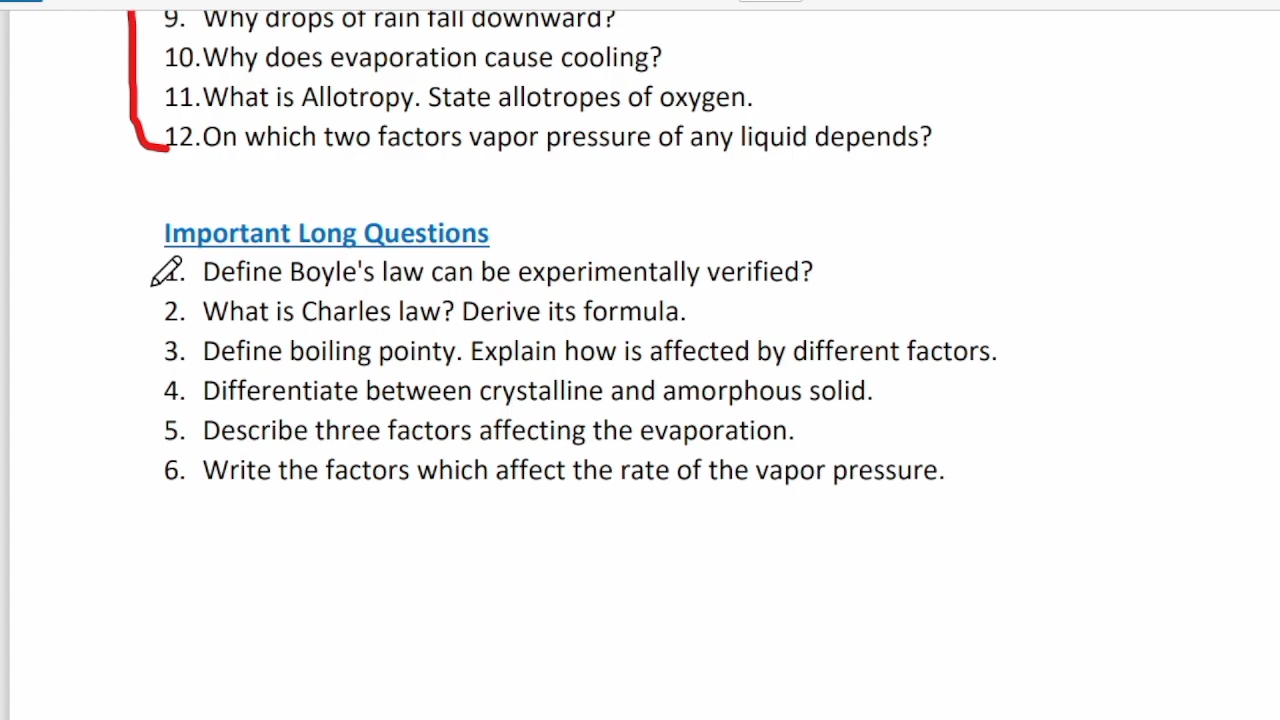 9. Why drops of rain fall downward?
10.Why does evaporation cause cooling?
11.What is Allotropy. State allotropes of oxygen.
12.On which two factors vapor pressure of any liquid depends?
Important Long Questions
1. Define Boyle's law can be experimentally verified?
2. What is Charles law? Derive its formula.
3. Define boiling pointy. Explain how is affected by different factors.
4. Differentiate between crystalline and amorphous solid.
5. Describe three factors affecting the evaporation.
6. Write the factors which affect the rate of the vapor pressure.